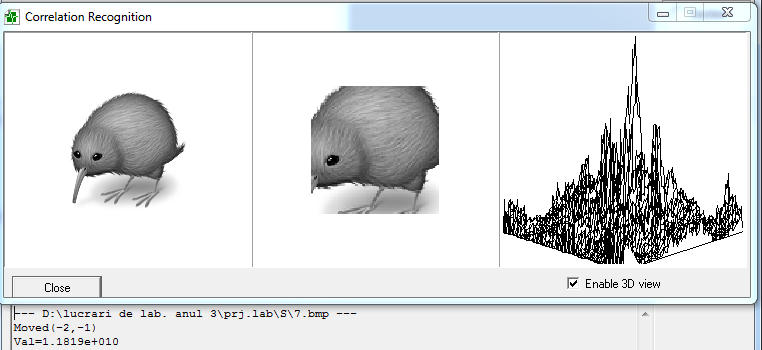 Correlation Recognition
Close
Enable 3D view
--- D:\lucrari de lab. anul 3\prj.lab\S\7.bmp ---
Moved(-2,-1)
Val=1.1819e+010